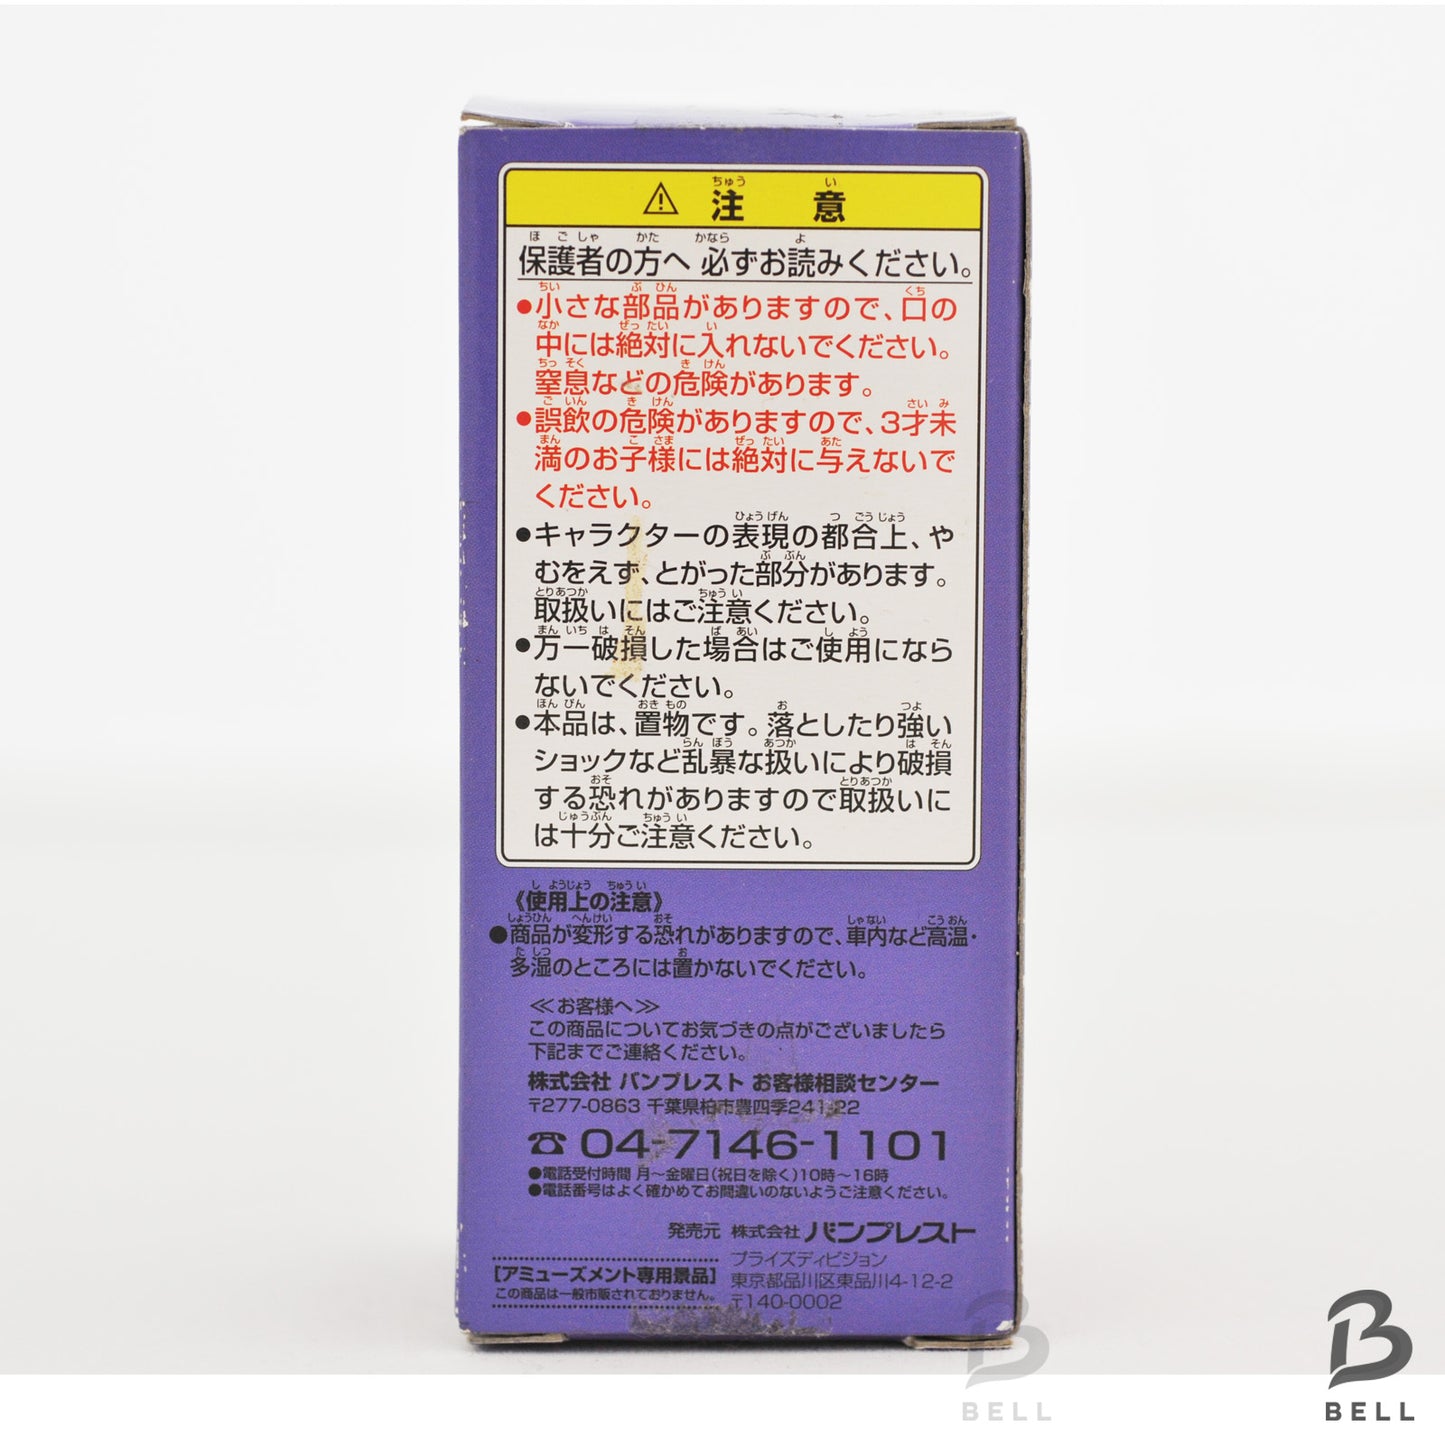 ⚠ 注意
保護者の方へ 必ずお読みください。
●小さな部品がありますので、口の
中には絶対に入れないでください。
窒息などの危険があります。
●誤飲の危険がありますので、3才未
満のお子様には絶対に与えないで
ください。
●キャラクターの表現の都合上、や
むをえず、とがった部分があります。
取扱いにはご注意ください。
●万一破損した場合はご使用になら
ないでください。
●本品は、置物です。落としたり強い
ショックなど乱暴な扱いにより破損
する恐れがありますので取扱いに
は十分ご注意ください。
《使用上の注意》
●商品が変形する恐れがありますので、車内など高温・
多湿のところには置かないでください。
≪お客様へ≫
この商品についてお気づきの点がございましたら
下記までご連絡ください。
株式会社 バンプレスト お客様相談センター
〒277-0863 千葉県柏市豊四季241-22
☎ 04-7146-1101
●電話受付時間 月～金曜日(祝日を除く)10時～16時
●電話番号はよく確かめてお間違いのないようご注意ください。
発売元 株式会社 バンプレスト
プライズディビジョン
東京都品川区東品川4-12-2
〒140-0002
[アミューズメント専用景品]
この商品は一般市販されておりません。
BELL
BELL